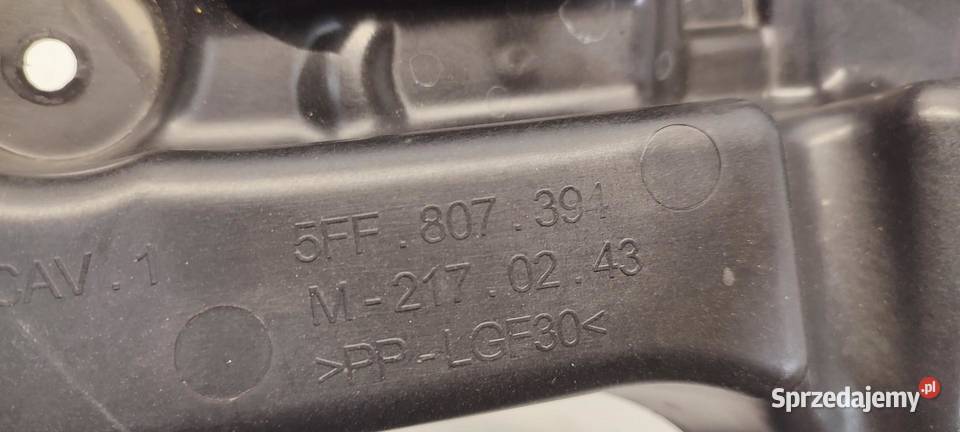 CAV . 1
5FF . 807 . 394
M - 217 . 02 . 43
>PP - LGF30<
Sprzedajemy .pl